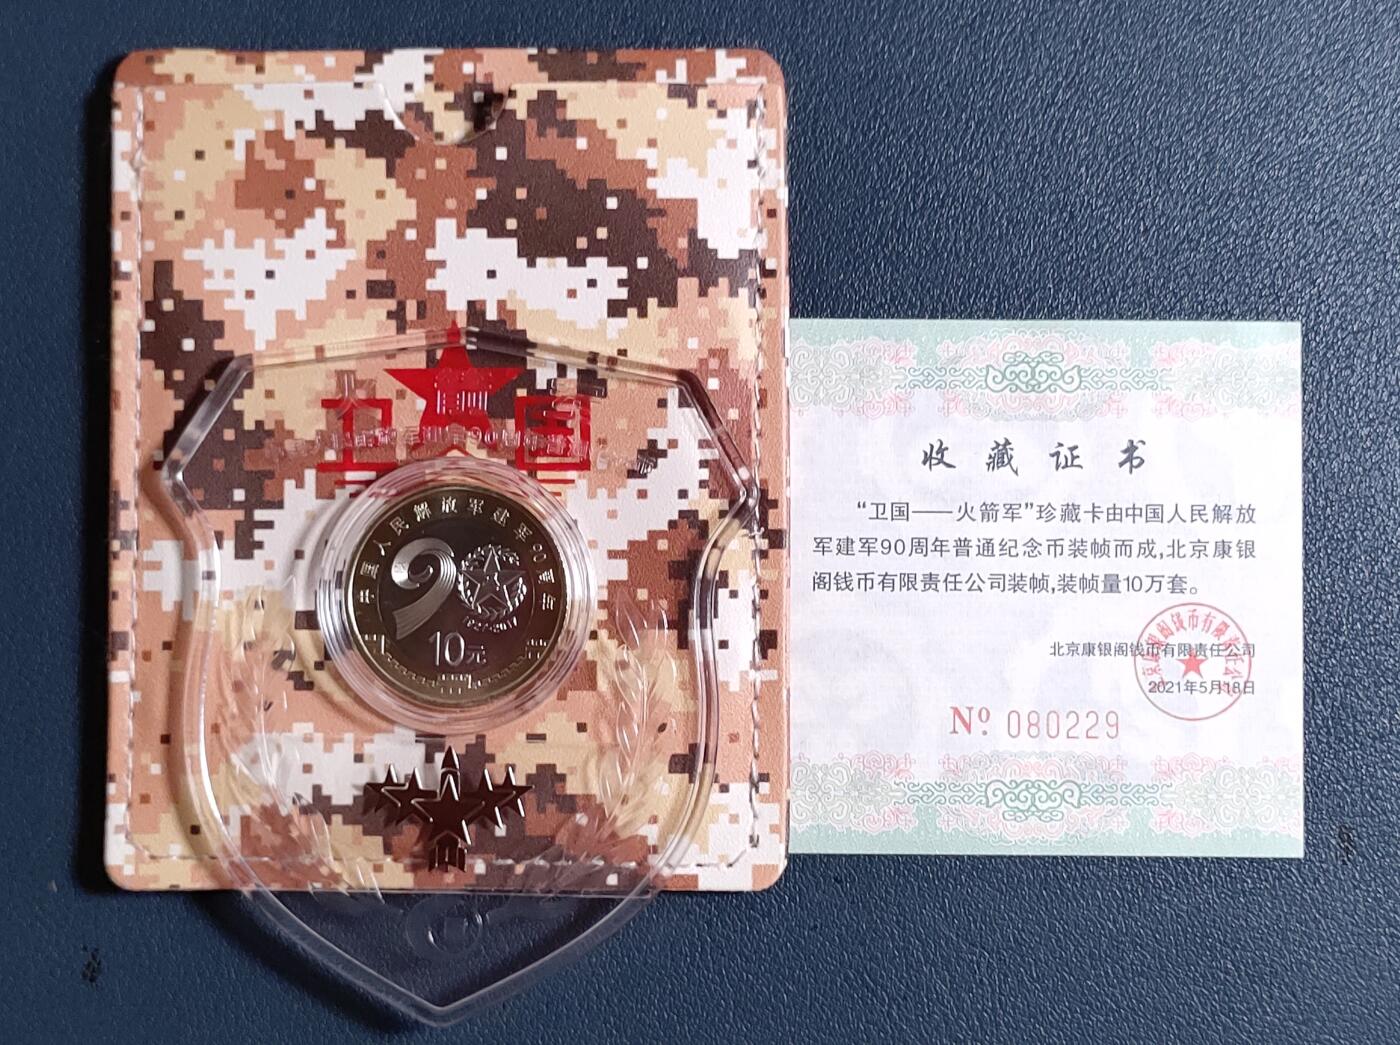 卫国
中国人民解放军建军90周年
10元
收藏证书
“卫国——火箭军”珍藏卡由中国人民解放
军建军90周年普通纪念币装帧而成,北京康银
阁钱币有限责任公司装帧,装帧量10万套。
北京康银阁钱币有限责任公司
2021年5月18日
Nº 080229